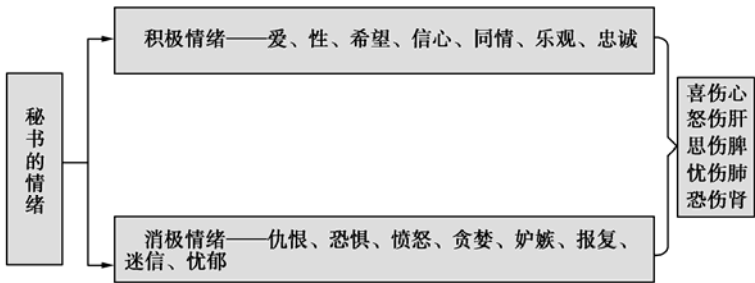 秘书的情绪
积极情绪——爱、性、希望、信心、同情、乐观、忠诚
消极情绪——仇恨、恐惧、愤怒、贪婪、妒嫉、报复、
迷信、忧郁
喜伤心
怒伤肝
思伤脾
忧伤肺
恐伤肾